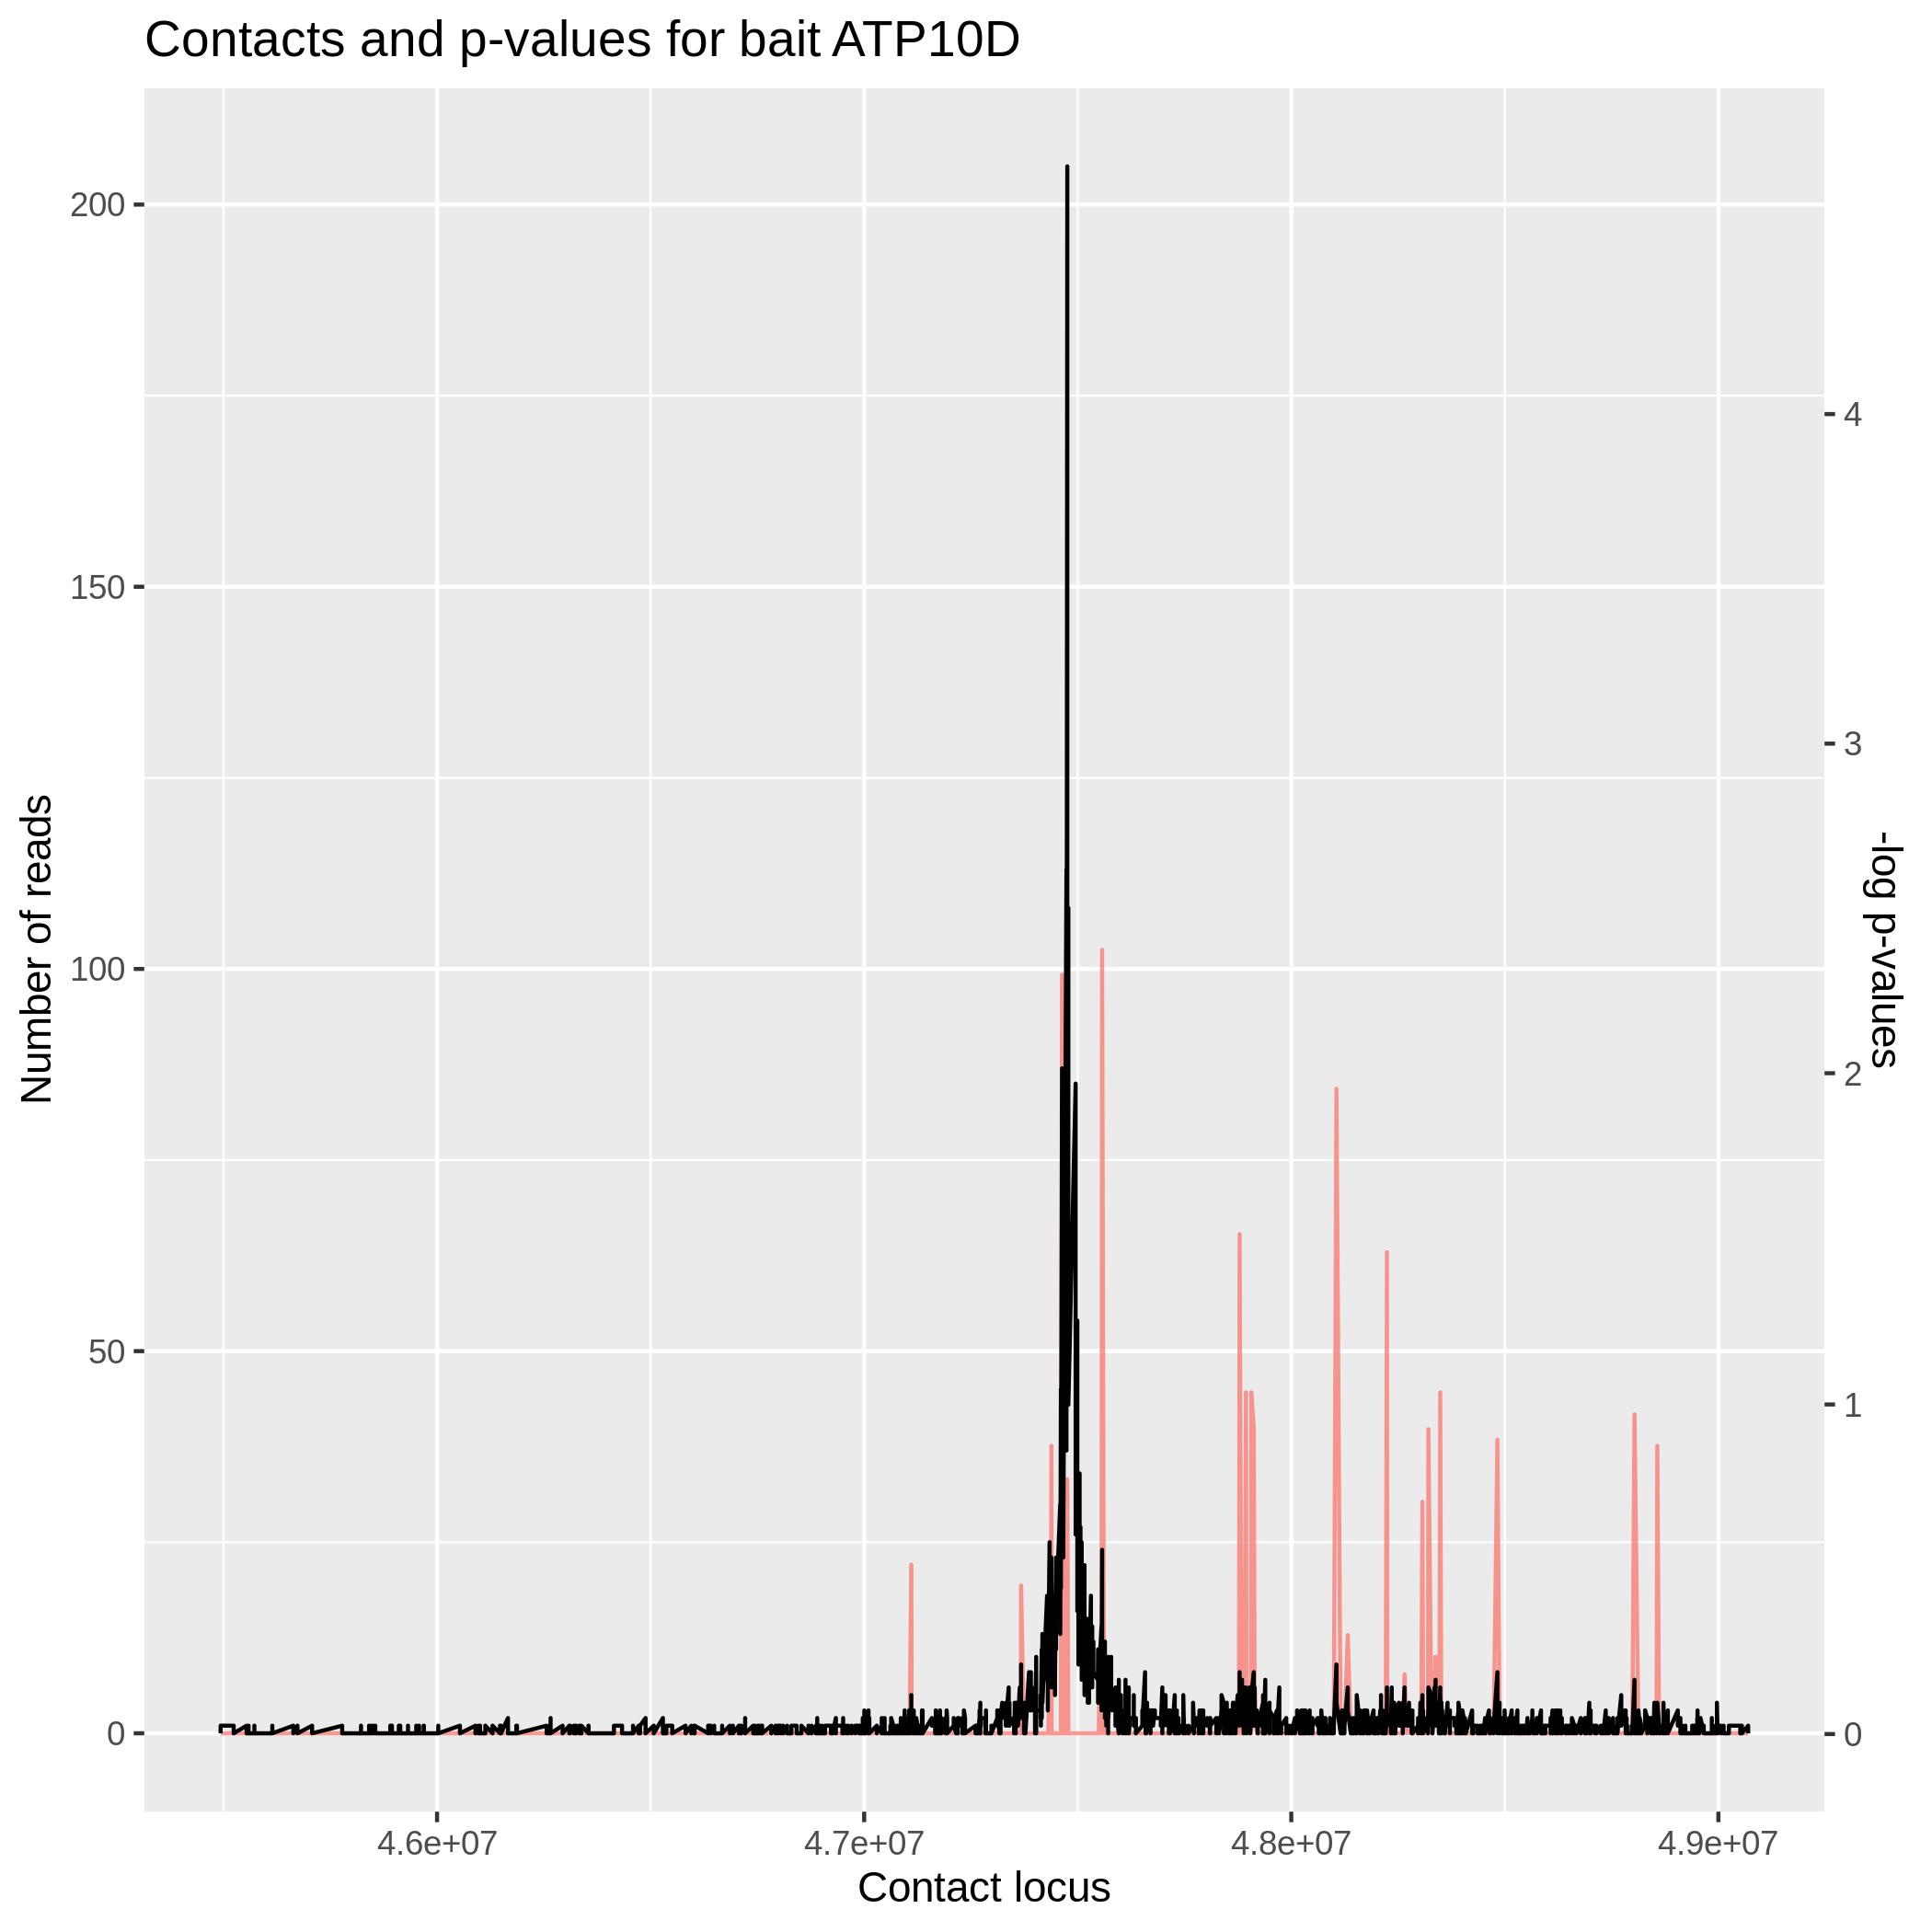 Contacts and p-values for bait ATP10D
200
150
100
50
0
Number of reads
4
3
2
1
0
-log p-values
4.6e+07
4.7e+07
4.8e+07
4.9e+07
Contact locus